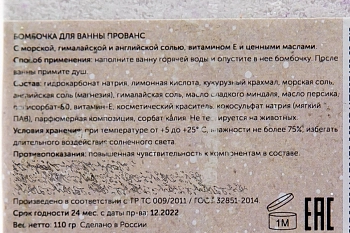 БОМБОЧКА ДЛЯ ВАННЫ ПРОВАНС
С морской, гималайской и английской солью, витамином Е и ценными маслами.
Способ применения: наполните ванну горячей воды и опустите в нее бомбочку. После
ванны примите душ.
Состав: гидрокарбонат натрия, лимонная кислота, кукурузный крахмал, морская соль,
английская соль (магнезия), гималайская соль, масло сладкого миндаля, масло персика,
витамин Е, косметический краситель, кокосульфат натрия (мягкий
ПАВ), парфюмерная композиция, сорбат калия. Не тестируется на животных.
Условия хранения: при температуре от +5 до +25° С, влажности не более 75%, избегать
длительного воздействия солнечного света.
Противопоказания: повышенная чувствительность к компонентам в составе.
Произведено в соответствии с ТР ТС 009/2011 / ГОСТ 32851-2014
Срок годности 24 мес. с даты пр-ва: 12.2022
Вес нетто: 110 гр Сделано в России
1М
ЕАС